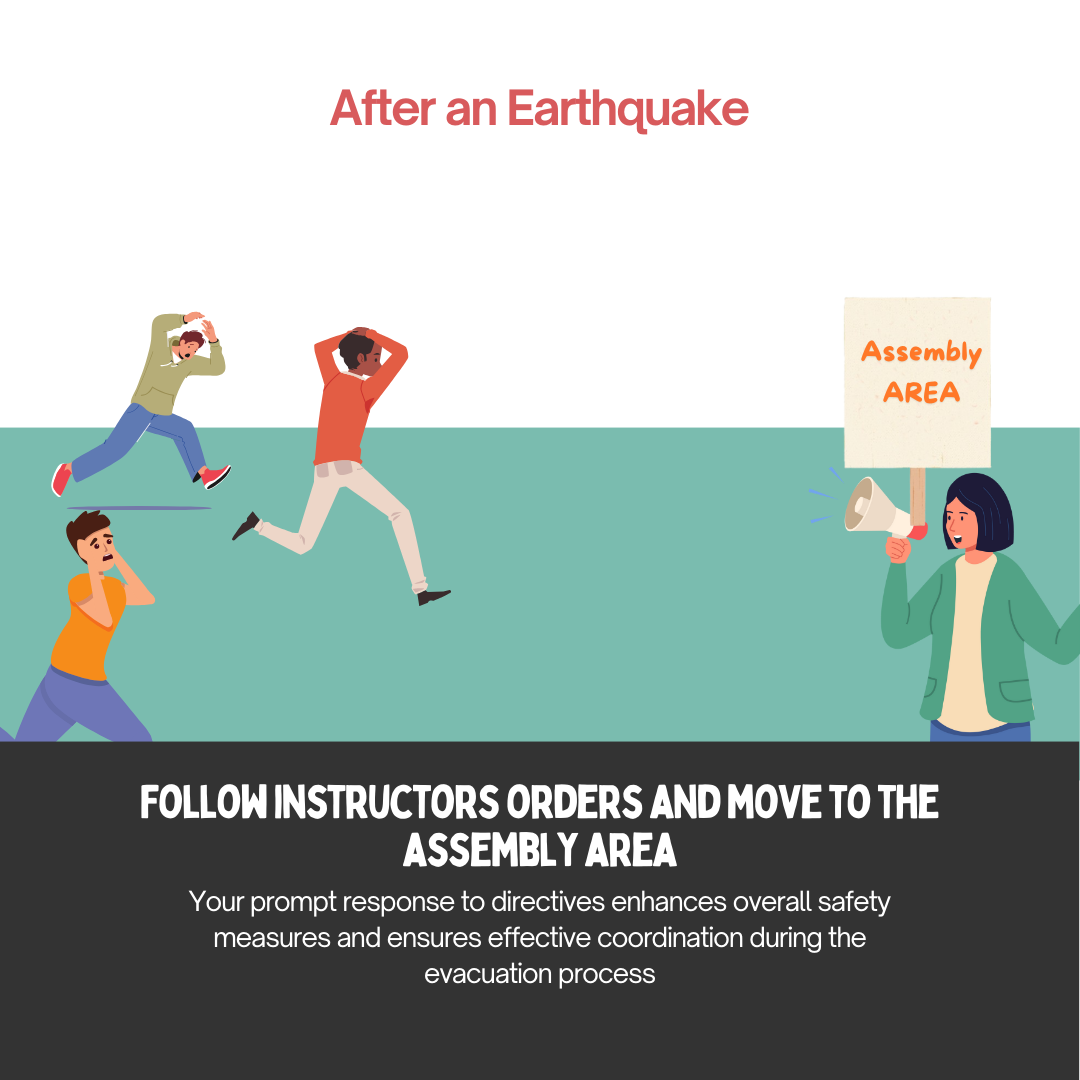 After an Earthquake
Assembly
AREA
FOLLOW INSTRUCTORS ORDERS AND MOVE TO THE
ASSEMBLY AREA
Your prompt response to directives enhances overall safety
measures and ensures effective coordination during the
evacuation process